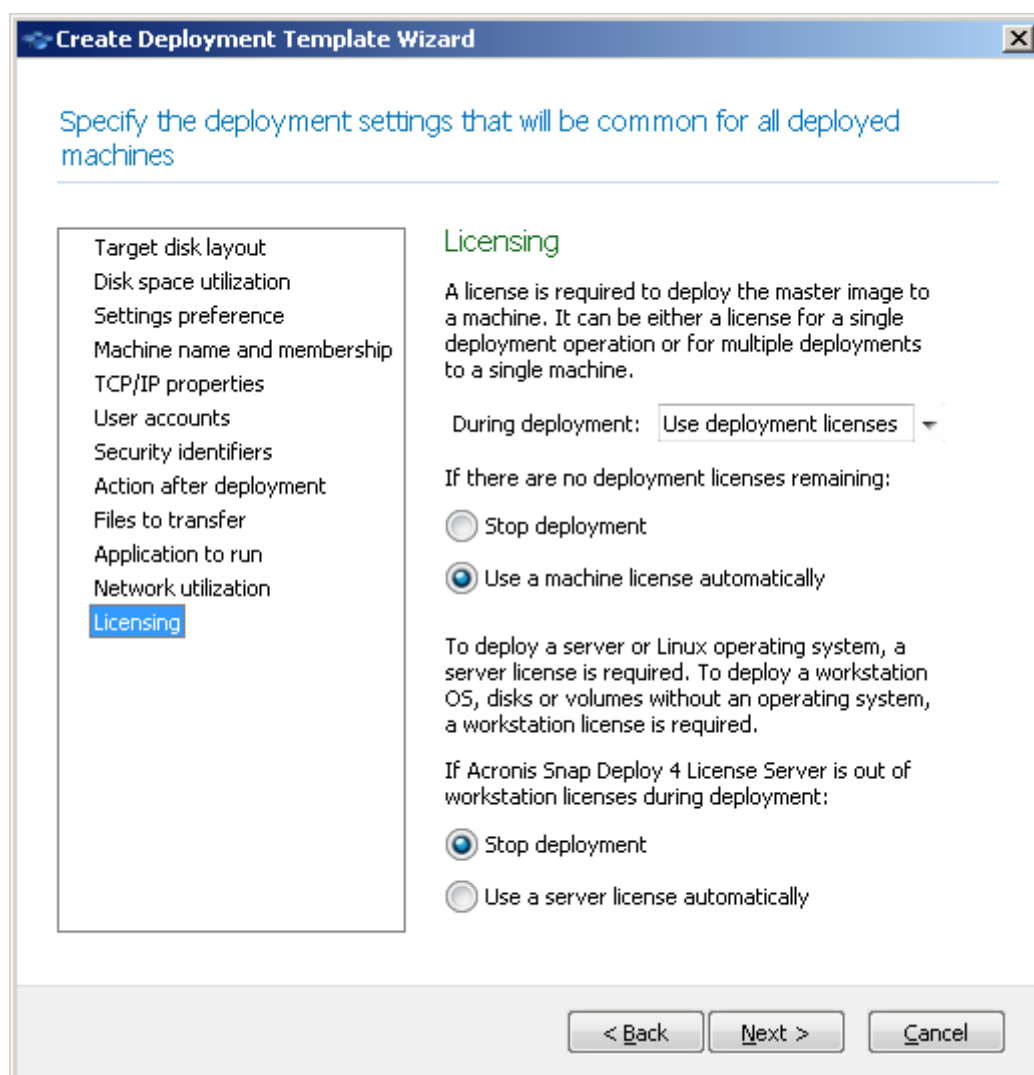 Create Deployment Template Wizard
Specify the deployment settings that will be common for all deployed
machines
Target disk layout
Disk space utilization
Settings preference
Machine name and membership
TCP/IP properties
User accounts
Security identifiers
Action after deployment
Files to transfer
Application to run
Network utilization
Licensing
Licensing
A license is required to deploy the master image to
a machine. It can be either a license for a single
deployment operation or for multiple deployments
to a single machine.
During deployment: Use deployment licenses
If there are no deployment licenses remaining:
Stop deployment
Use a machine license automatically
To deploy a server or Linux operating system, a
server license is required. To deploy a workstation
OS, disks or volumes without an operating system,
a workstation license is required.
If Acronis Snap Deploy 4 License Server is out of
workstation licenses during deployment:
Stop deployment
Use a server license automatically
< Back Next > Cancel